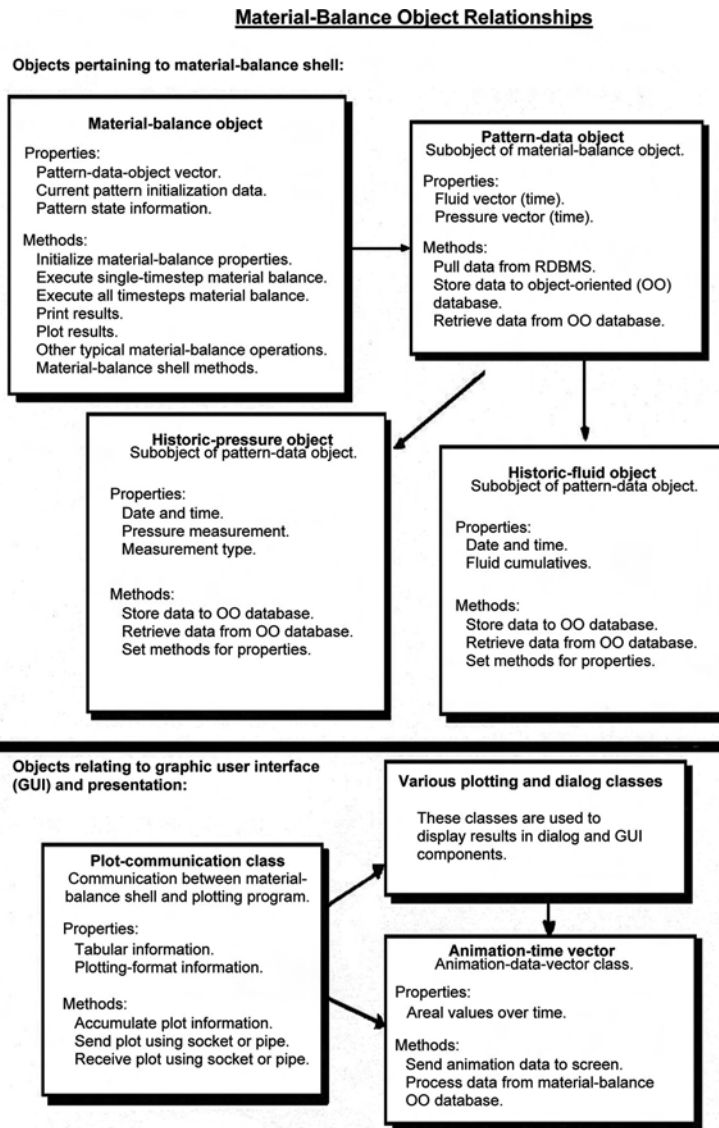 Material-Balance Object Relationships
Objects pertaining to material-balance shell:
Material-balance object
Properties:
Pattern-data-object vector.
Current pattern initialization data.
Pattern state information.
Methods:
Initialize material-balance properties.
Execute single-timestep material balance.
Execute all timesteps material balance.
Print results.
Plot results.
Other typical material-balance operations.
Material-balance shell methods.
Pattern-data object
Subobject of material-balance object.
Properties:
Fluid vector (time).
Pressure vector (time).
Methods:
Pull data from RDBMS.
Store data to object-oriented (OO)
database.
Retrieve data from OO database.
Historic-pressure object
Subobject of pattern-data object.
Properties:
Date and time.
Pressure measurement.
Measurement type.
Methods:
Store data to OO database.
Retrieve data from OO database.
Set methods for properties.
Historic-fluid object
Subobject of pattern-data object.
Properties:
Date and time.
Fluid cumulatives.
Methods:
Store data to OO database.
Retrieve data from OO database.
Set methods for properties.
Objects relating to graphic user interface
(GUI) and presentation:
Plot-communication class
Communication between material-
balance shell and plotting program.
Properties:
Tabular information.
Plotting-format information.
Methods:
Accumulate plot information.
Send plot using socket or pipe.
Receive plot using socket or pipe.
Various plotting and dialog classes
These classes are used to
display results in dialog and GUI
components.
Animation-time vector
Animation-data-vector class.
Properties:
Areal values over time.
Methods:
Send animation data to screen.
Process data from material-balance
OO database.